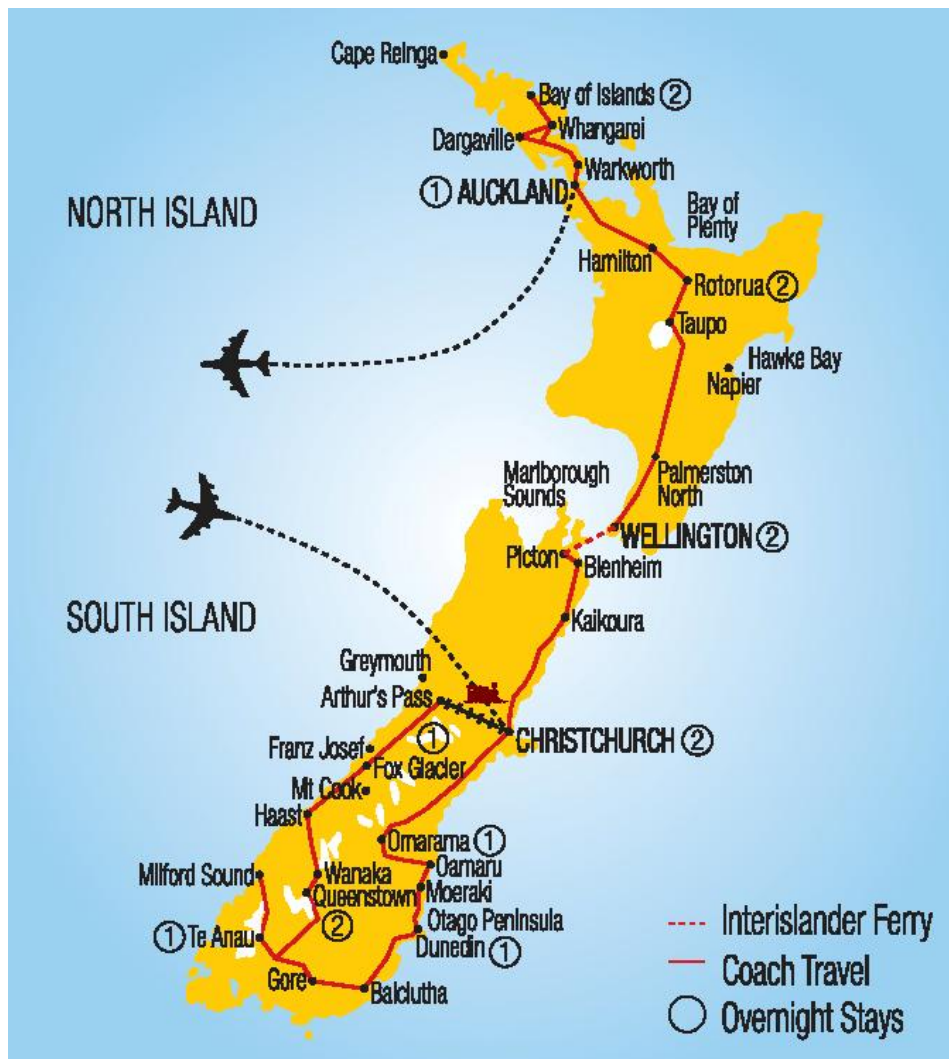 Cape Reinga
Bay of Islands 2
Whangarei
Dargaville
Warkworth
1 AUCKLAND
NORTH ISLAND
Bay of
Plenty
Hamilton
Rotorua 2
Taupo
Hawke Bay
Napier
Marlborough
Sounds
Palmerston
North
WELLINGTON 2
Picton
Blenheim
SOUTH ISLAND
Kaikoura
Greymouth
Arthur's Pass
CHRISTCHURCH 2
1
Franz Josef
Fox Glacier
Mt Cook
Haast
Omarama 1
Oamaru
Milford Sound
Wanaka
Moeraki
Queenstown
2
Otago Peninsula
Dunedin 1
1 Te Anau
Gore
Balclutha
Interislander Ferry
Coach Travel
Overnight Stays